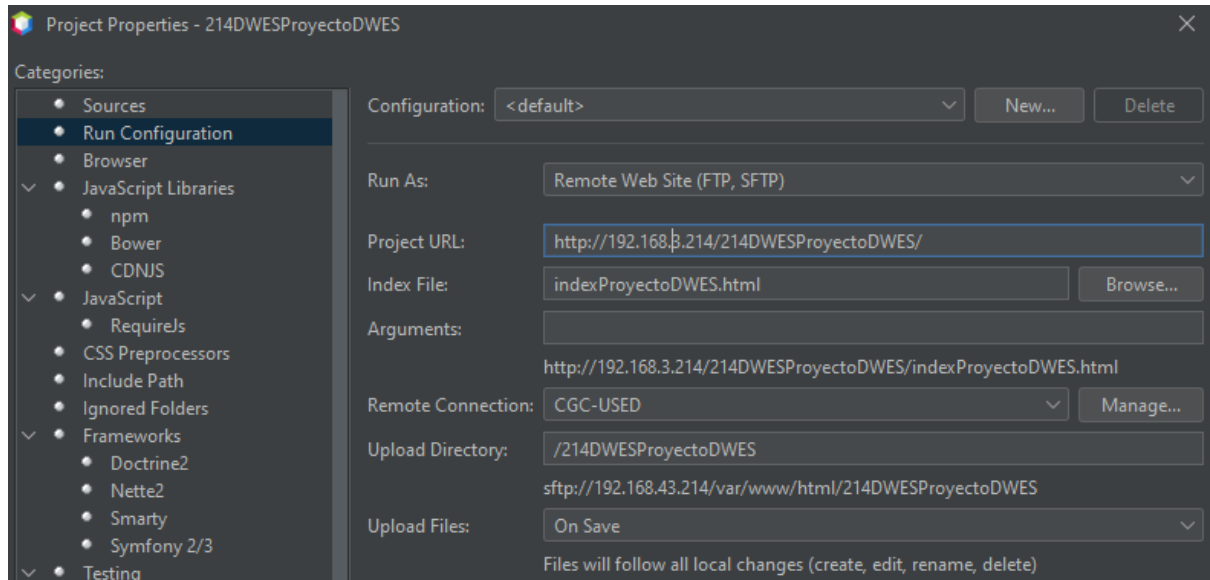 Project Properties - 214DWESProyectoDWES
Categories:
Sources
Run Configuration
Browser
JavaScript Libraries
npm
Bower
CDNJS
JavaScript
RequireJs
CSS Preprocessors
Include Path
Ignored Folders
Frameworks
Doctrine2
Nette2
Smarty
Symfony 2/3
Testing
Configuration: <default> New... Delete
Run As: Remote Web Site (FTP, SFTP)
Project URL: http://192.168.3.214/214DWESProyectoDWES/
Index File: indexProyectoDWES.html Browse...
Arguments:
http://192.168.3.214/214DWESProyectoDWES/indexProyectoDWES.html
Remote Connection: CGC-USED Manage...
Upload Directory: /214DWESProyectoDWES
sftp://192.168.43.214/var/www/html/214DWESProyectoDWES
Upload Files: On Save
Files will follow all local changes (create, edit, rename, delete)